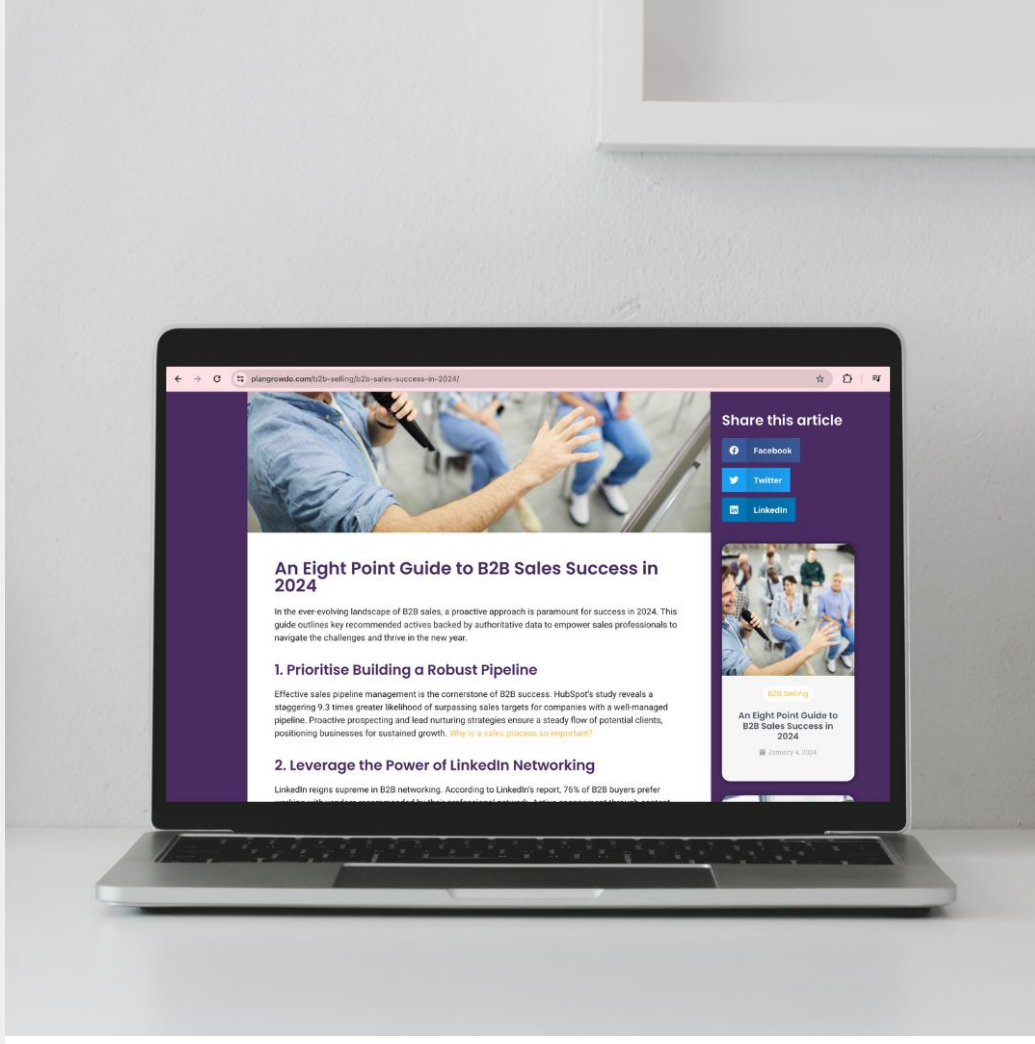 plangrowdo.com/b2b-selling/b2b-sales-success-in-2024/
Share this article
Facebook
Twitter
LinkedIn
An Eight Point Guide to B2B Sales Success in
2024
In the ever-evolving landscape of B2B sales, a proactive approach is paramount for success in 2024. This
guide outlines key recommended actives backed by authoritative data to empower sales professionals to
navigate the challenges and thrive in the new year.
1. Prioritise Building a Robust Pipeline
Effective sales pipeline management is the cornerstone of B2B success. HubSpot's study reveals a
staggering 9.3 times greater likelihood of surpassing sales targets for companies with a well-managed
pipeline. Proactive prospecting and lead nurturing strategies ensure a steady flow of potential clients,
positioning businesses for sustained growth. Why is a sales process so important?
2. Leverage the Power of LinkedIn Networking
LinkedIn reigns supreme in B2B networking. According to LinkedIn's report, 76% of B2B buyers prefer
B2B Selling
An Eight Point Guide to
B2B Sales Success in
2024
January 4, 2024